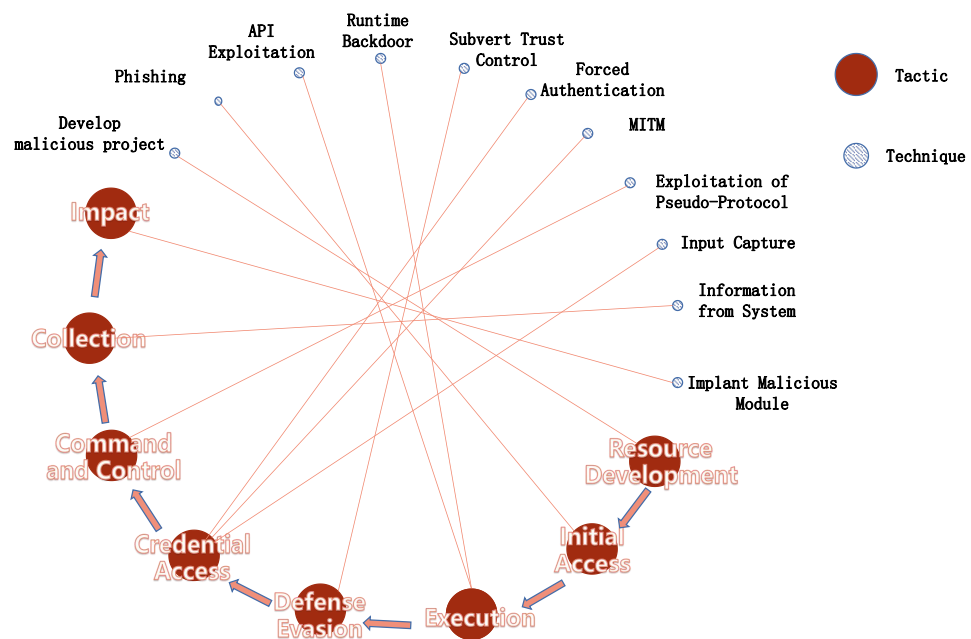 Runtime
Backdoor
API
Exploitation
Subvert Trust
Control
Phishing
Forced
Authentication
Tactic
Develop
malicious project
MITM
Technique
Exploitation of
Pseudo-Protocol
Impact
Input Capture
Information
from System
Collection
Implant Malicious
Module
Command
and Control
Resource
Development
Credential
Access
Initial
Access
Defense
Evasion
Execution